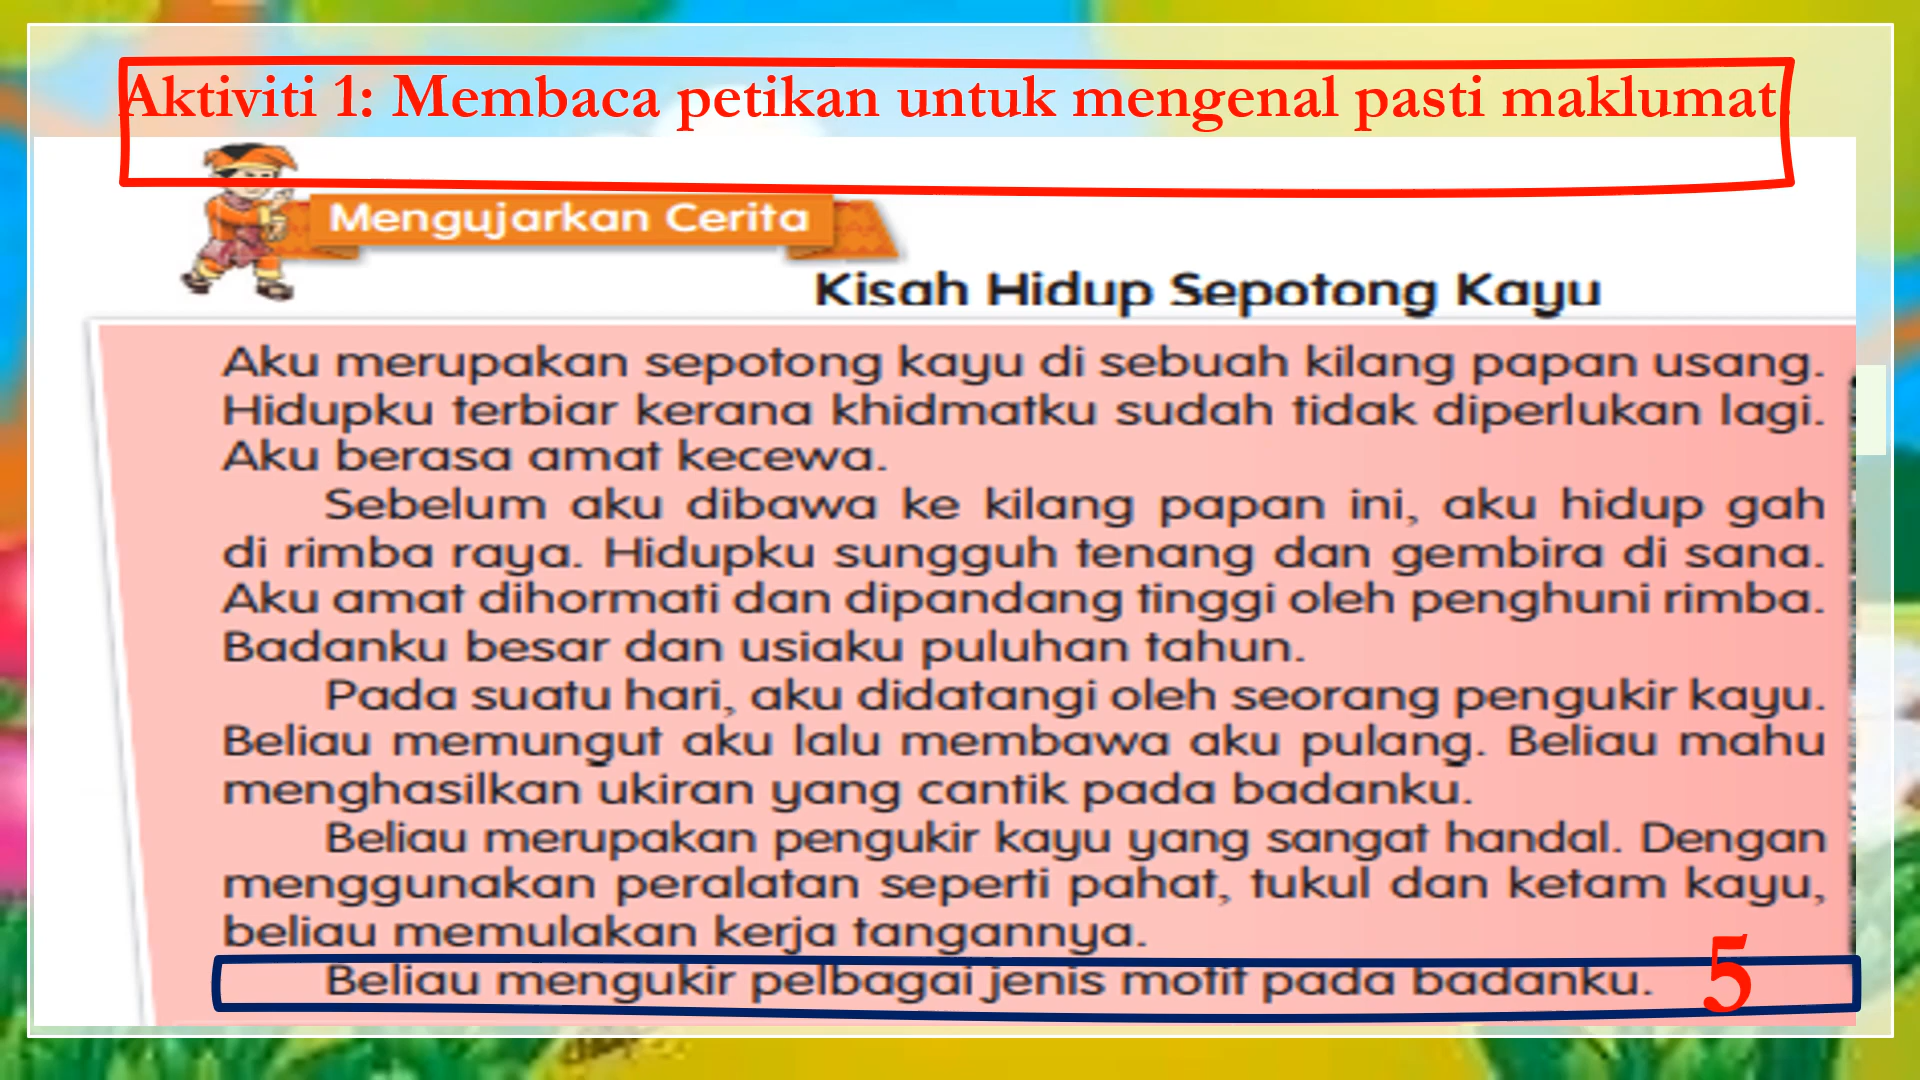 Aktiviti 1: Membaca petikan untuk mengenal pasti maklumat.
Mengujarkan Cerita
Kisah Hidup Sepotong Kayu
Aku merupakan sepotong kayu di sebuah kilang papan usang.
Hidupku terbiar kerana khidmatku sudah tidak diperlukan lagi.
Aku berasa amat kecewa.
Sebelum aku dibawa ke kilang papan ini, aku hidup gah
di rimba raya. Hidupku sungguh tenang dan gembira di sana.
Aku amat dihormati dan dipandang tinggi oleh penghuni rimba.
Badanku besar dan usiaku puluhan tahun.
Pada suatu hari, aku didatangi oleh seorang pengukir kayu.
Beliau memungut aku lalu membawa aku pulang. Beliau mahu
menghasilkan ukiran yang cantik pada badanku.
Beliau merupakan pengukir kayu yang sangat handal. Dengan
menggunakan peralatan seperti pahat, tukul dan ketam kayu,
beliau memulakan kerja tangannya.
Beliau mengukir pelbagai jenis motif pada badanku. 5